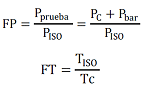 FP = P_prueba / P_ISO = (P_C + P_bar) / P_ISO
FT = T_ISO / Tc